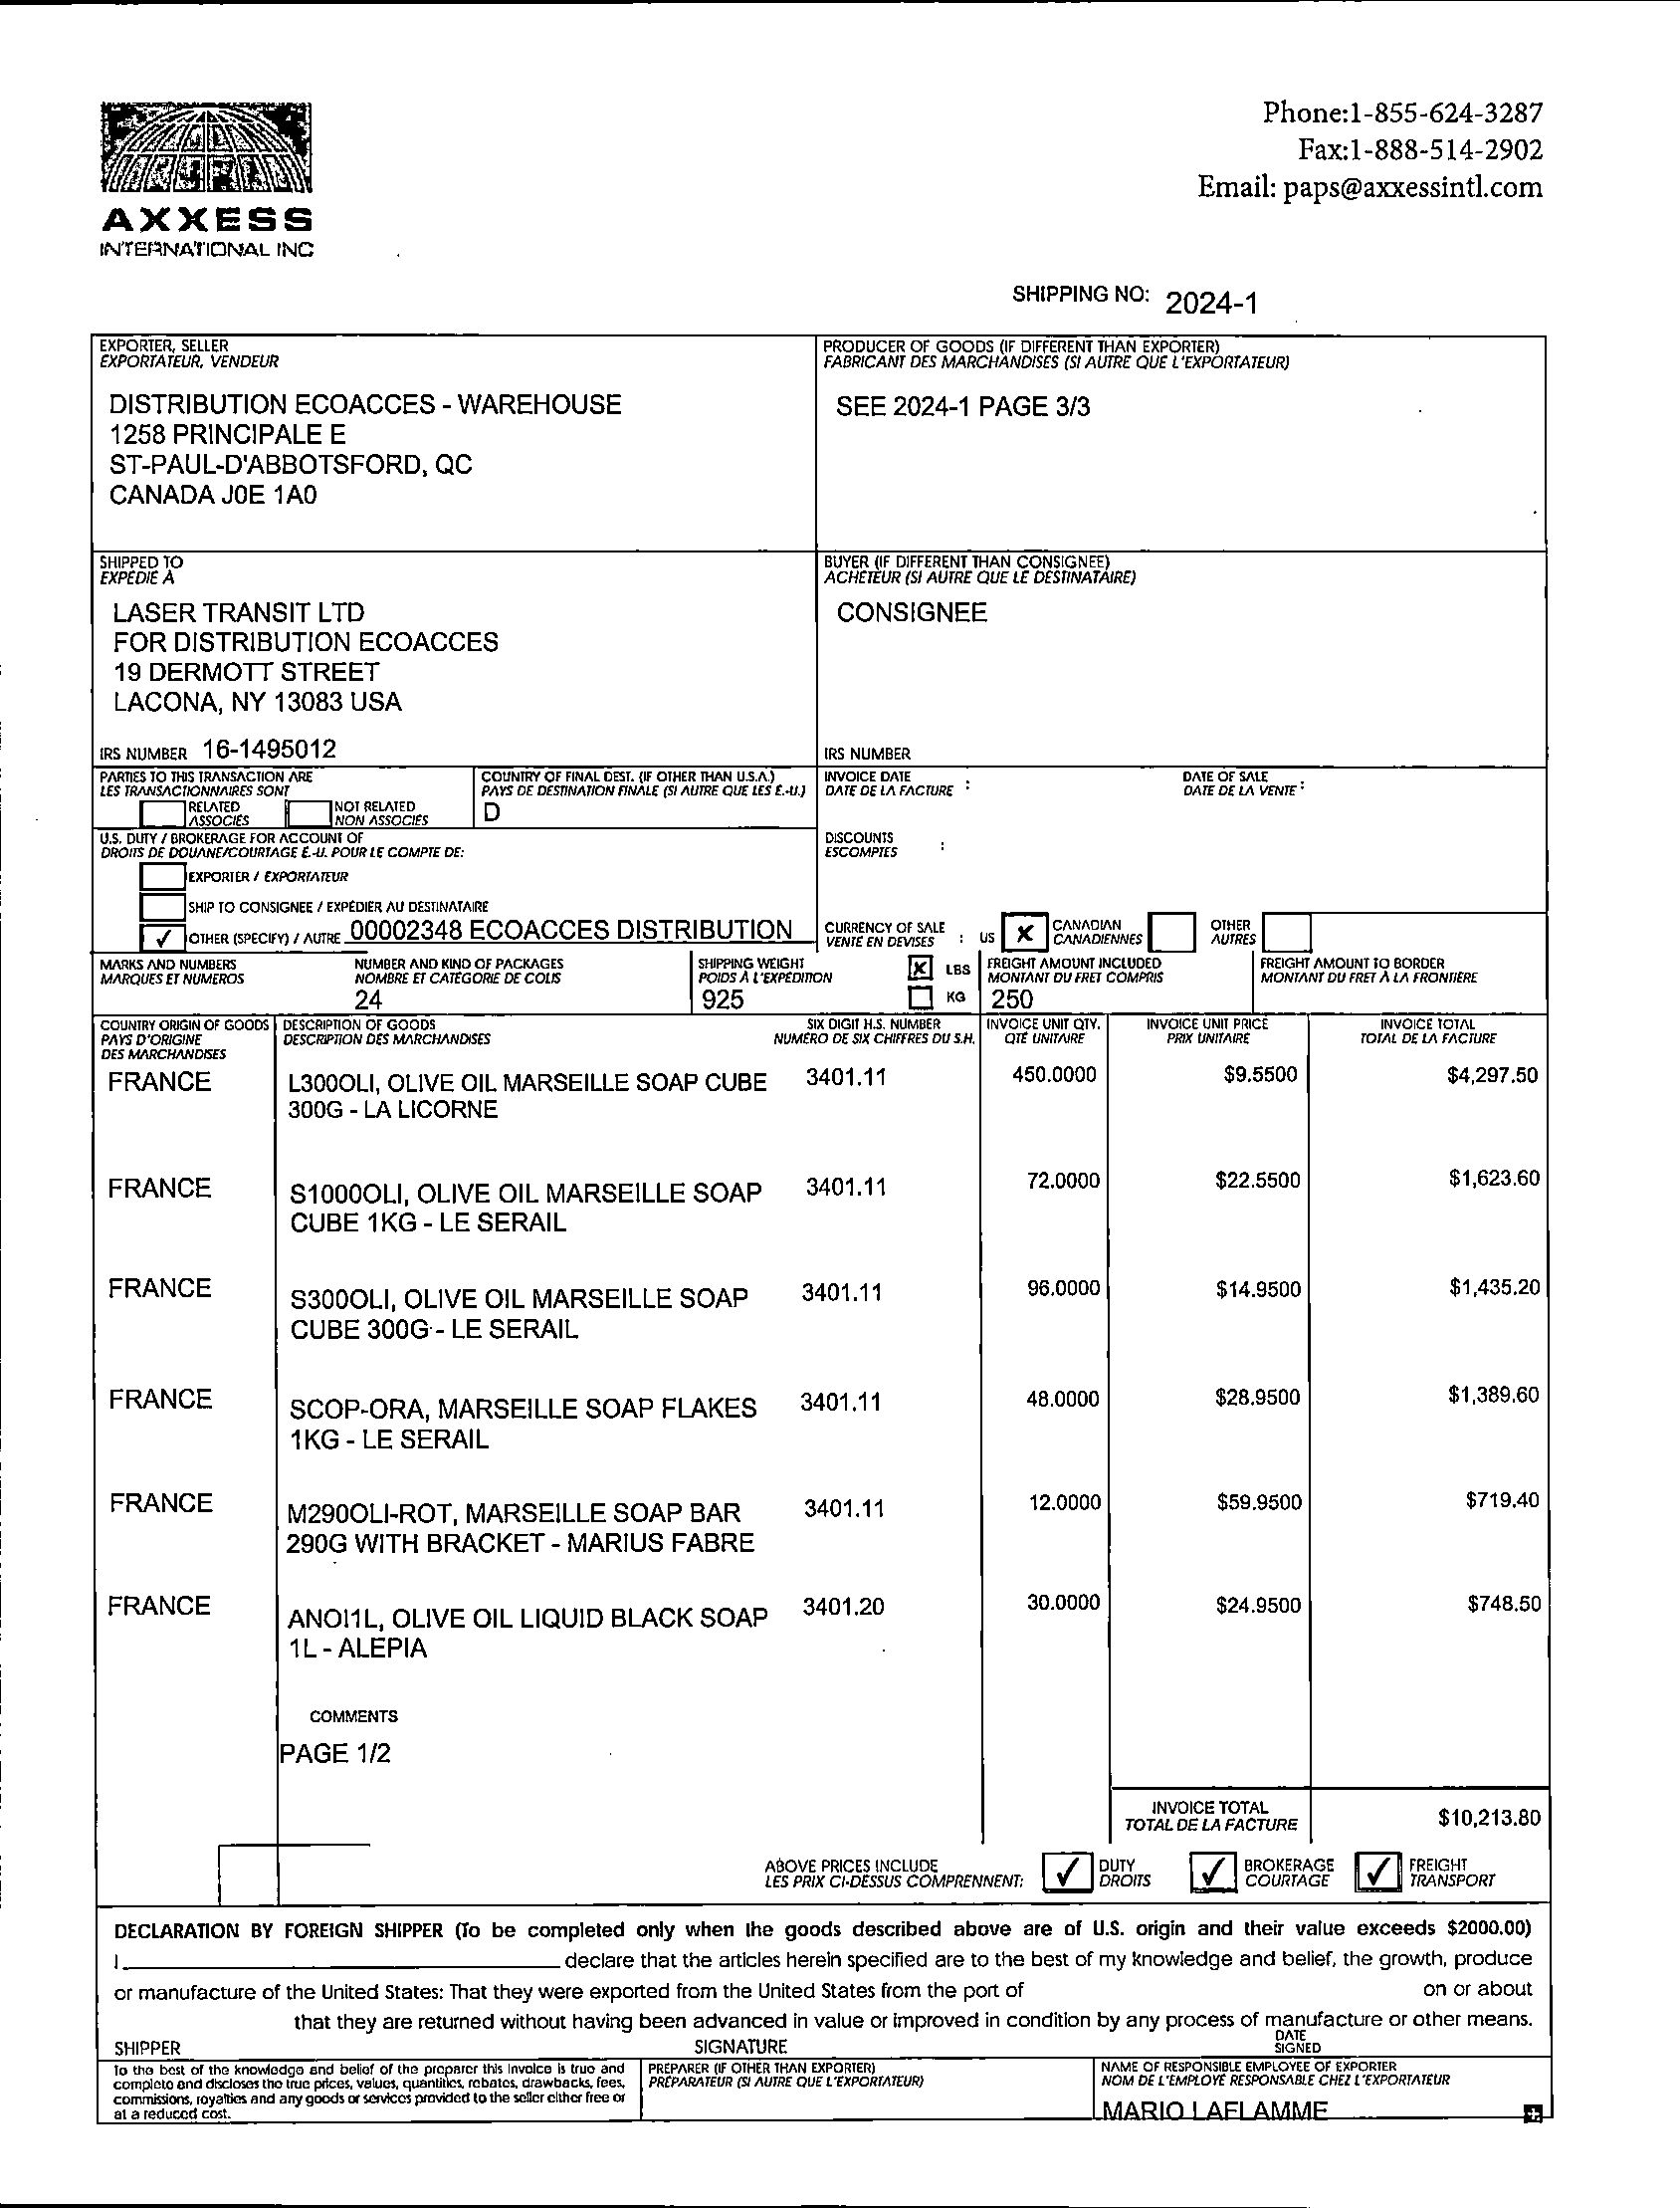 AXXESS
INTERNATIONAL INC
Phone:1-855-624-3287
Fax:1-888-514-2902
Email: paps@axxessintl.com
SHIPPING NO: 2024-1
EXPORTER, SELLER
EXPORTATEUR, VENDEUR
DISTRIBUTION ECOACCES - WAREHOUSE
1258 PRINCIPALE E
ST-PAUL-D'ABBOTSFORD, QC
CANADA J0E 1A0
PRODUCER OF GOODS (IF DIFFERENT THAN EXPORTER)
FABRICANT DES MARCHANDISES (SI AUTRE QUE L'EXPORTATEUR)
SEE 2024-1 PAGE 3/3
SHIPPED TO
EXPÉDIÉ À
LASER TRANSIT LTD
FOR DISTRIBUTION ECOACCES
19 DERMOTT STREET
LACONA, NY 13083 USA
IRS NUMBER 16-1495012
BUYER (IF DIFFERENT THAN CONSIGNEE)
ACHETEUR (SI AUTRE QUE LE DESTINATAIRE)
CONSIGNEE
IRS NUMBER
PARTIES TO THIS TRANSACTION ARE
LES TRANSACTIONNAIRES SONT
RELATED
ASSOCIÉS
NOT RELATED
NON ASSOCIÉS
COUNTRY OF FINAL DEST. (IF OTHER THAN U.S.A.)
PAYS DE DESTINATION FINALE (SI AUTRE QUE LES É.-U.)
D
INVOICE DATE
DATE DE LA FACTURE :
DATE OF SALE
DATE DE LA VENTE :
U.S. DUTY / BROKERAGE FOR ACCOUNT OF
DROITS DE DOUANE/COURTAGE É.-U. POUR LE COMPTE DE:
EXPORTER / EXPORTATEUR
SHIP TO CONSIGNEE / EXPÉDIER AU DESTINATAIRE
✓ OTHER (SPECIFY) / AUTRE 00002348 ECOACCES DISTRIBUTION
DISCOUNTS
ESCOMPTES :
CURRENCY OF SALE
VENTE EN DEVISES : US X CANADIAN
CANADIENNES
OTHER
AUTRES
MARKS AND NUMBERS
MARQUES ET NUMÉROS
NUMBER AND KIND OF PACKAGES
NOMBRE ET CATÉGORIE DE COLIS
24
SHIPPING WEIGHT
POIDS À L'EXPÉDITION
925
X LBS
KG
FREIGHT AMOUNT INCLUDED
MONTANT DU FRET COMPRIS
250
FREIGHT AMOUNT TO BORDER
MONTANT DU FRET À LA FRONTIÈRE
COUNTRY ORIGIN OF GOODS
PAYS D'ORIGINE
DES MARCHANDISES
DESCRIPTION OF GOODS
DESCRIPTION DES MARCHANDISES
SIX DIGIT H.S. NUMBER
NUMÉRO DE SIX CHIFFRES DU S.H.
INVOICE UNIT QTY.
QTÉ UNITAIRE
INVOICE UNIT PRICE
PRIX UNITAIRE
INVOICE TOTAL
TOTAL DE LA FACTURE
FRANCE L300OLI, OLIVE OIL MARSEILLE SOAP CUBE 3401.11 450.0000 $9.5500 $4,297.50
300G - LA LICORNE
FRANCE S1000OLI, OLIVE OIL MARSEILLE SOAP 3401.11 72.0000 $22.5500 $1,623.60
CUBE 1KG - LE SERAIL
FRANCE S300OLI, OLIVE OIL MARSEILLE SOAP 3401.11 96.0000 $14.9500 $1,435.20
CUBE 300G - LE SERAIL
FRANCE SCOP-ORA, MARSEILLE SOAP FLAKES 3401.11 48.0000 $28.9500 $1,389.60
1KG - LE SERAIL
FRANCE M290OLI-ROT, MARSEILLE SOAP BAR 3401.11 12.0000 $59.9500 $719.40
290G WITH BRACKET - MARIUS FABRE
FRANCE ANOI1L, OLIVE OIL LIQUID BLACK SOAP 3401.20 30.0000 $24.9500 $748.50
1L - ALEPIA
COMMENTS
PAGE 1/2
INVOICE TOTAL
TOTAL DE LA FACTURE
$10,213.80
ABOVE PRICES INCLUDE
LES PRIX CI-DESSUS COMPRENNENT:
✓ DUTY
DROITS
✓ BROKERAGE
COURTAGE
✓ FREIGHT
TRANSPORT
DECLARATION BY FOREIGN SHIPPER (To be completed only when the goods described above are of U.S. origin and their value exceeds $2000.00)
I declare that the articles herein specified are to the best of my knowledge and belief, the growth, produce
or manufacture of the United States: That they were exported from the United States from the port of on or about
that they are returned without having been advanced in value or improved in condition by any process of manufacture or other means.
SHIPPER
SIGNATURE
DATE
SIGNED
To the best of the knowledge and belief of the preparer this invoice is true and
complete and discloses the true prices, values, quantities, rebates, drawbacks, fees,
commissions, royalties and any goods or services provided to the seller either free or
at a reduced cost.
PREPARER (IF OTHER THAN EXPORTER)
PRÉPARATEUR (SI AUTRE QUE L'EXPORTATEUR)
NAME OF RESPONSIBLE EMPLOYEE OF EXPORTER
NOM DE L'EMPLOYÉ RESPONSABLE CHEZ L'EXPORTATEUR
MARIO LAFLAMME